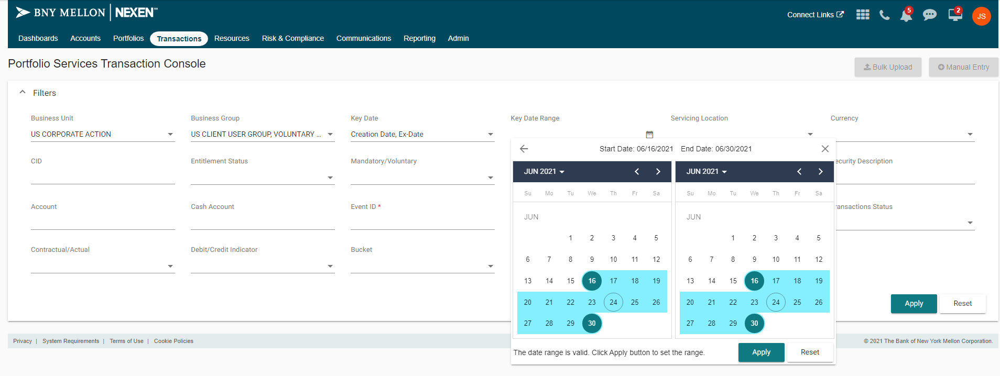 BNY MELLON | NEXEN℠
Connect Links
5
2
JS
Dashboards Accounts Portfolios Transactions Resources Risk & Compliance Communications Reporting Admin
Portfolio Services Transaction Console
Bulk Upload
Manual Entry
Filters
Business Unit
US CORPORATE ACTION
Business Group
US CLIENT USER GROUP, VOLUNTARY ...
Key Date
Creation Date, Ex-Date
Key Date Range
Servicing Location
Currency
CID
Entitlement Status
Mandatory/Voluntary
ecurity Description
Account
Cash Account
Event ID *
ransactions Status
Contractual/Actual
Debit/Credit Indicator
Bucket
Start Date: 06/16/2021 End Date: 06/30/2021
JUN 2021
Su Mo Tu We Th Fr Sa
JUN
1 2 3 4 5
6 7 8 9 10 11 12
13 14 15 16 17 18 19
20 21 22 23 24 25 26
27 28 29 30
JUN 2021
Su Mo Tu We Th Fr Sa
JUN
1 2 3 4 5
6 7 8 9 10 11 12
13 14 15 16 17 18 19
20 21 22 23 24 25 26
27 28 29 30
The date range is valid. Click Apply button to set the range.
Apply
Reset
Apply
Reset
Privacy | System Requirements | Terms of Use | Cookie Policies
© 2021 The Bank of New York Mellon Corporation.